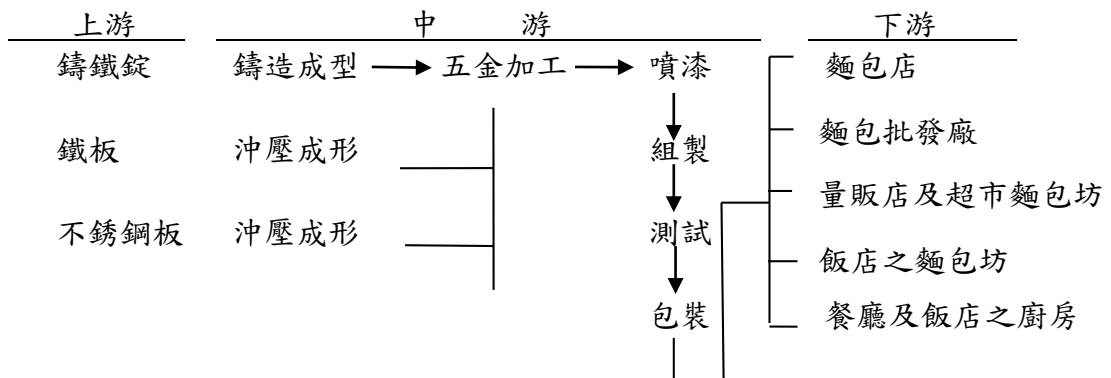 上游 中 游 下游
鑄鐵錠 鑄造成型 五金加工 噴漆 麵包店
麵包批發廠
鐵板 沖壓成形 組製
量販店及超市麵包坊
不銹鋼板 沖壓成形 測試
飯店之麵包坊
包裝 餐廳及飯店之廚房